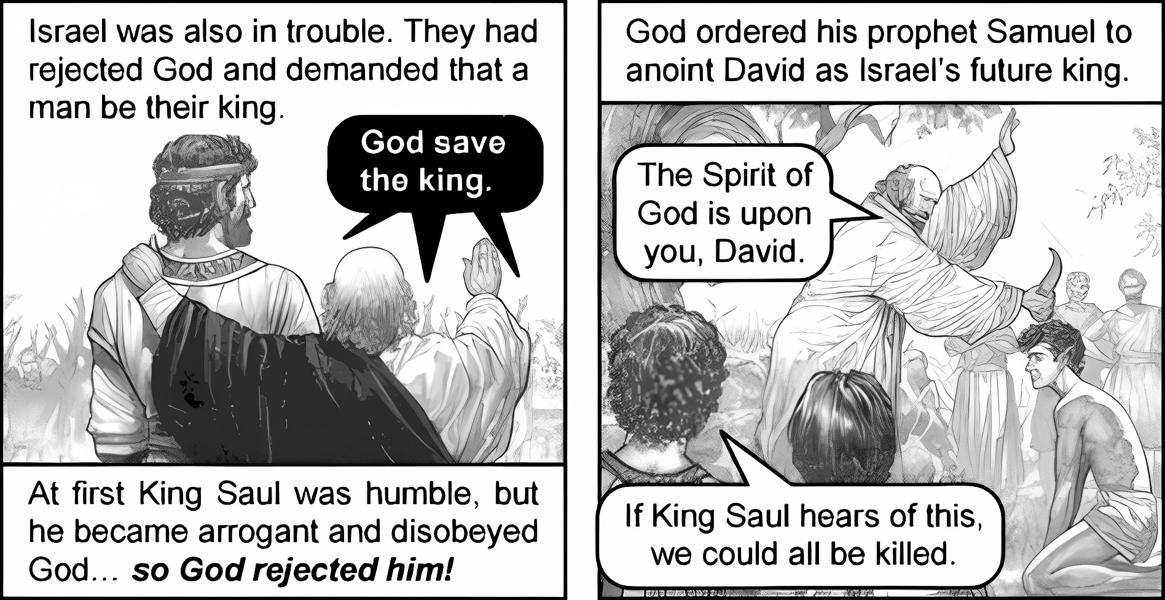 Israel was also in trouble. They had
rejected God and demanded that a
man be their king.
God save
the king.
At first King Saul was humble, but
he became arrogant and disobeyed
God... so God rejected him!
God ordered his prophet Samuel to
anoint David as Israel's future king.
The Spirit of
God is upon
you, David.
If King Saul hears of this,
we could all be killed.